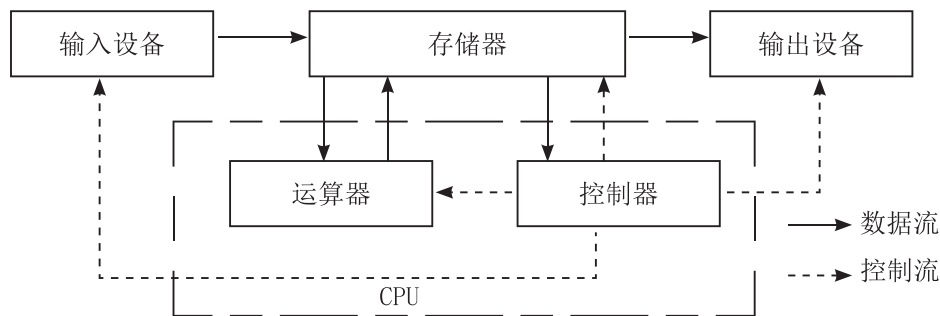 输入设备
存储器
输出设备
运算器
控制器
数据流
控制流
CPU